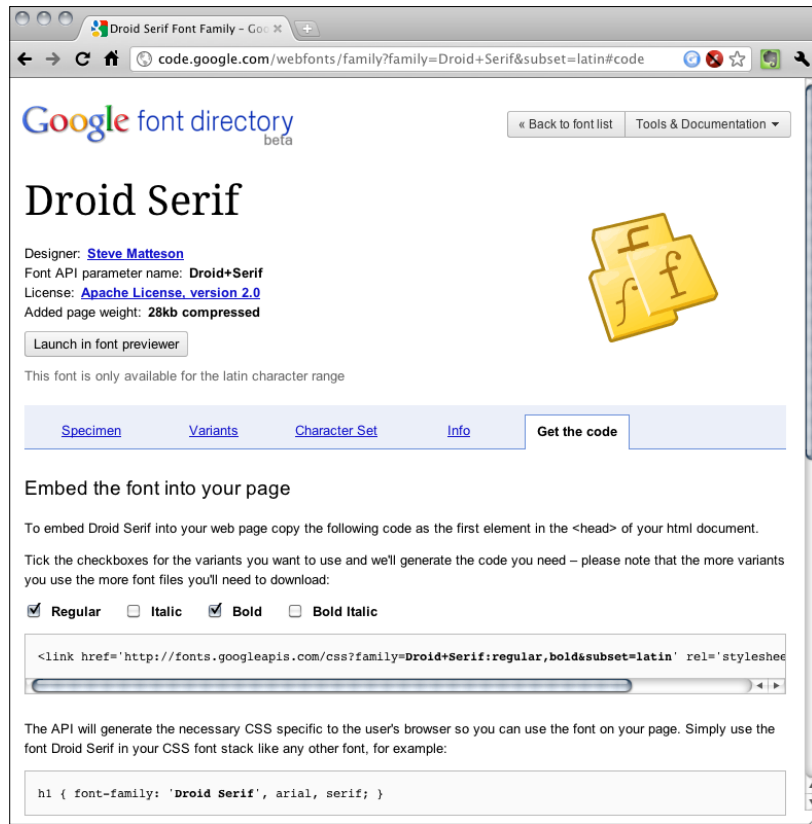 Droid Serif Font Family – Goo
code.google.com/webfonts/family?family=Droid+Serif&subset=latin#code
Google font directory
beta
« Back to font list
Tools & Documentation
Droid Serif
Designer: Steve Matteson
Font API parameter name: Droid+Serif
License: Apache License, version 2.0
Added page weight: 28kb compressed
Launch in font previewer
This font is only available for the latin character range
Specimen
Variants
Character Set
Info
Get the code
Embed the font into your page
To embed Droid Serif into your web page copy the following code as the first element in the <head> of your html document.
Tick the checkboxes for the variants you want to use and we'll generate the code you need – please note that the more variants
you use the more font files you'll need to download:
Regular
Italic
Bold
Bold Italic
<link href='http://fonts.googleapis.com/css?family=Droid+Serif:regular,bold&subset=latin' rel='styleshee
The API will generate the necessary CSS specific to the user's browser so you can use the font on your page. Simply use the
font Droid Serif in your CSS font stack like any other font, for example:
h1 { font-family: 'Droid Serif', arial, serif; }